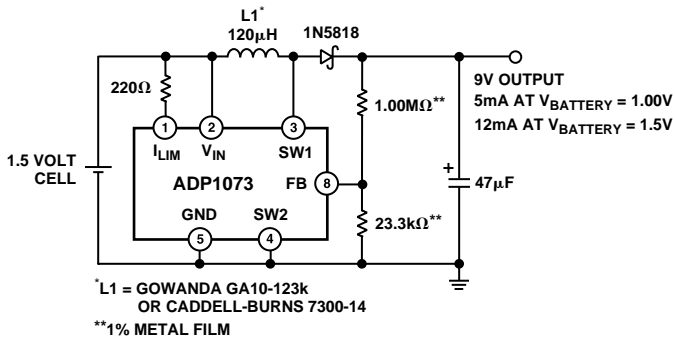 L1*
120μH
1N5818
9V OUTPUT
5mA AT VBATTERY = 1.00V
12mA AT VBATTERY = 1.5V
220Ω
1.00MΩ**
1
2
3
ILIM
VIN
SW1
1.5 VOLT
CELL
ADP1073
FB
8
+
47μF
GND
SW2
23.3kΩ**
5
4
*L1 = GOWANDA GA10-123k
OR CADDELL-BURNS 7300-14
**1% METAL FILM